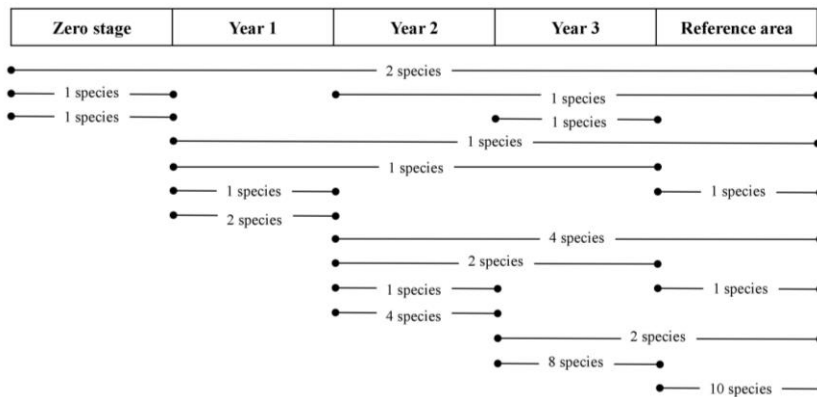 Zero stage Year 1 Year 2 Year 3 Reference area
2 species
1 species 1 species
1 species 1 species
1 species
1 species
1 species 1 species
2 species
4 species
2 species
1 species 1 species
4 species
2 species
8 species
10 species